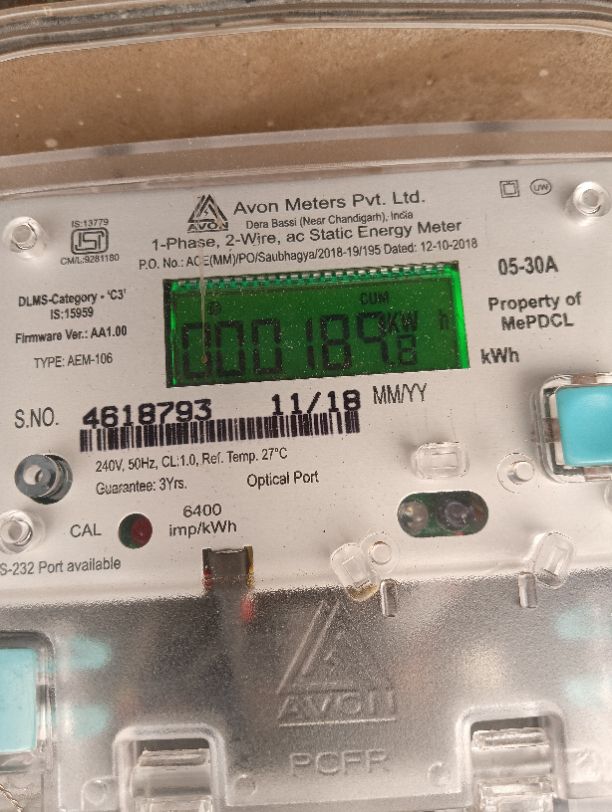 Avon Meters Pvt. Ltd.
Dera Bassi (Near Chandigarh), India
1-Phase, 2-Wire, ac Static Energy Meter
P.O. No.: ACE(MM)/PO/Saubhagya/2018-19/195 Dated: 12-10-2018
AVON
UW
IS:13779
ISI
CM/L:9281180
DLMS-Category - 'C3'
IS:15959
Firmware Ver.: AA1.00
TYPE: AEM-106
CUM
KW h
05-30A
Property of
MePDCL
kWh
S.NO. 4618793 11/18 MM/YY
240V, 50Hz, CL:1.0, Ref. Temp. 27°C
Guarantee: 3Yrs. Optical Port
CAL
6400
imp/kWh
S-232 Port available
AVON